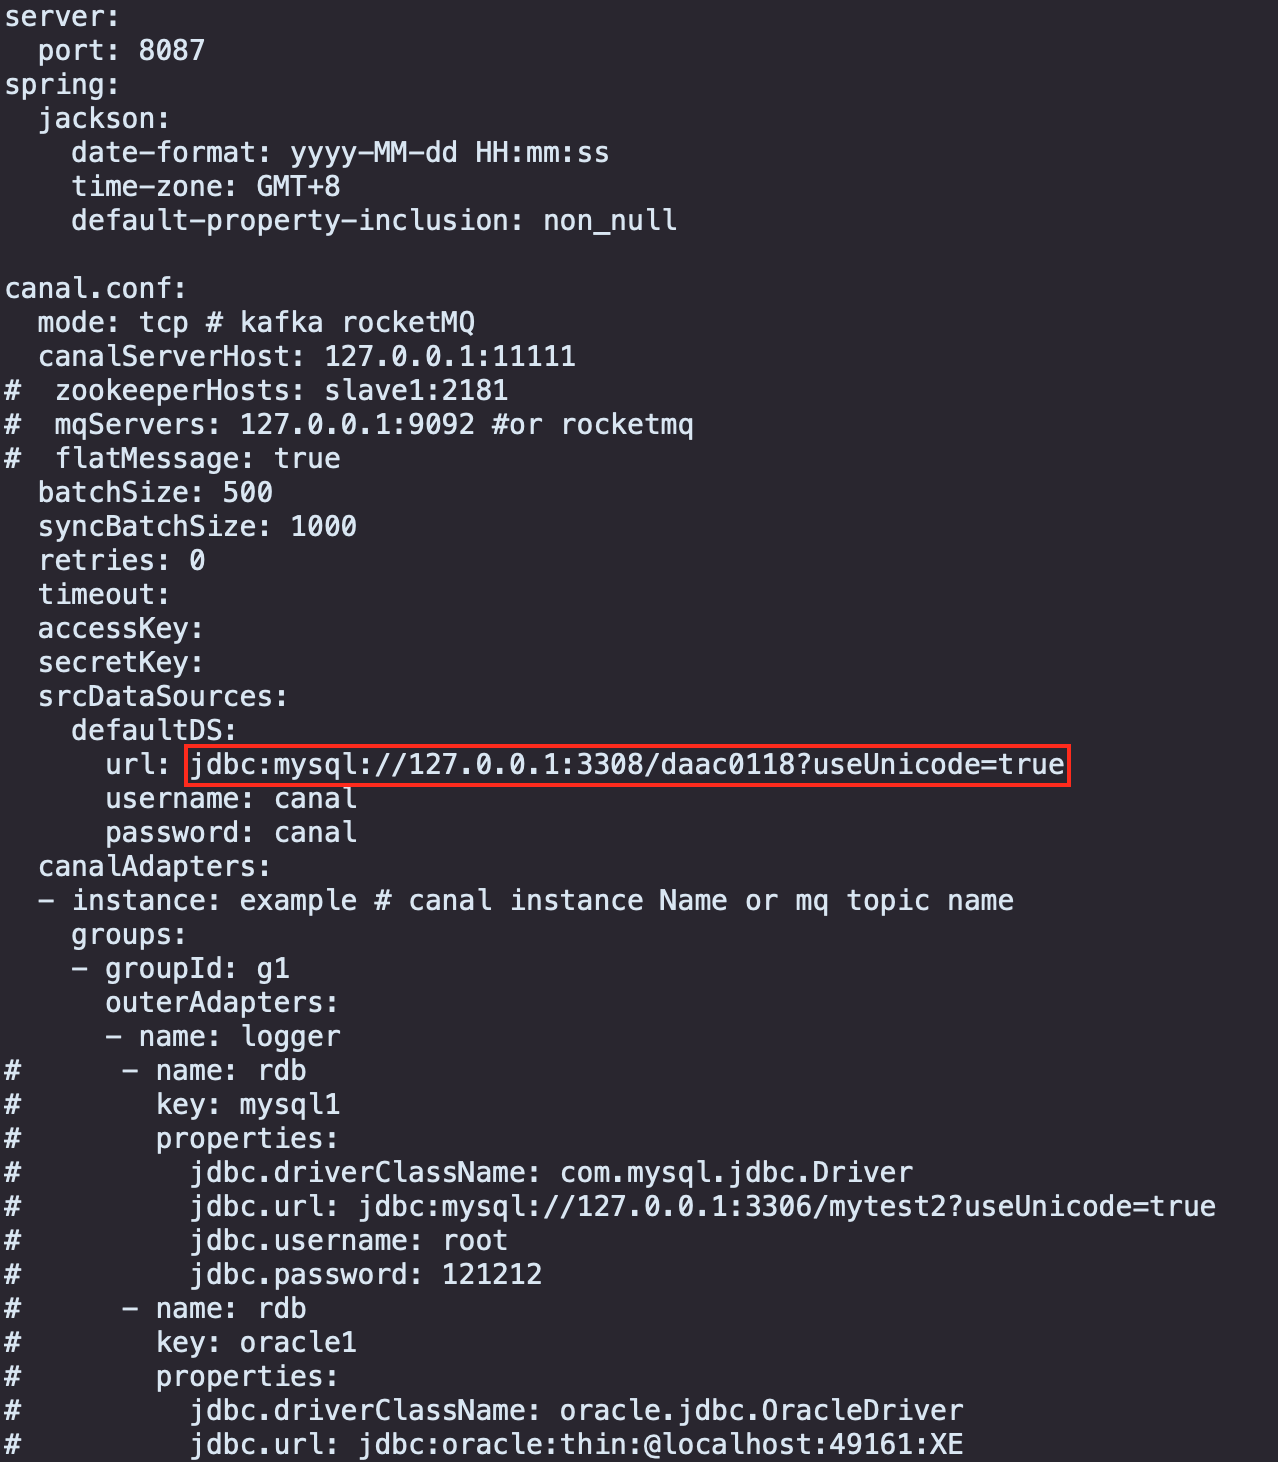 server:
  port: 8087
spring:
  jackson:
    date-format: yyyy-MM-dd HH:mm:ss
    time-zone: GMT+8
    default-property-inclusion: non_null

canal.conf:
  mode: tcp # kafka rocketMQ
  canalServerHost: 127.0.0.1:11111
#  zookeeperHosts: slave1:2181
#  mqServers: 127.0.0.1:9092 #or rocketmq
#  flatMessage: true
  batchSize: 500
  syncBatchSize: 1000
  retries: 0
  timeout:
  accessKey:
  secretKey:
  srcDataSources:
    defaultDS:
      url: jdbc:mysql://127.0.0.1:3308/daac0118?useUnicode=true
      username: canal
      password: canal
  canalAdapters:
  - instance: example # canal instance Name or mq topic name
    groups:
    - groupId: g1
      outerAdapters:
      - name: logger
#      - name: rdb
#        key: mysql1
#        properties:
#          jdbc.driverClassName: com.mysql.jdbc.Driver
#          jdbc.url: jdbc:mysql://127.0.0.1:3306/mytest2?useUnicode=true
#          jdbc.username: root
#          jdbc.password: 121212
#      - name: rdb
#        key: oracle1
#        properties:
#          jdbc.driverClassName: oracle.jdbc.OracleDriver
#          jdbc.url: jdbc:oracle:thin:@localhost:49161:XE